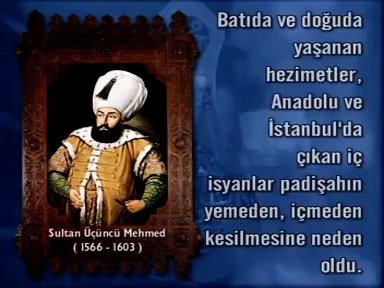 Batıda ve doğuda
yaşanan
hezimetler,
Anadolu ve
İstanbul'da
çıkan iç
isyanlar padişahın
yemeden, içmeden
kesilmesine neden
oldu.
Sultan Üçüncü Mehmed
( 1566 - 1603 )